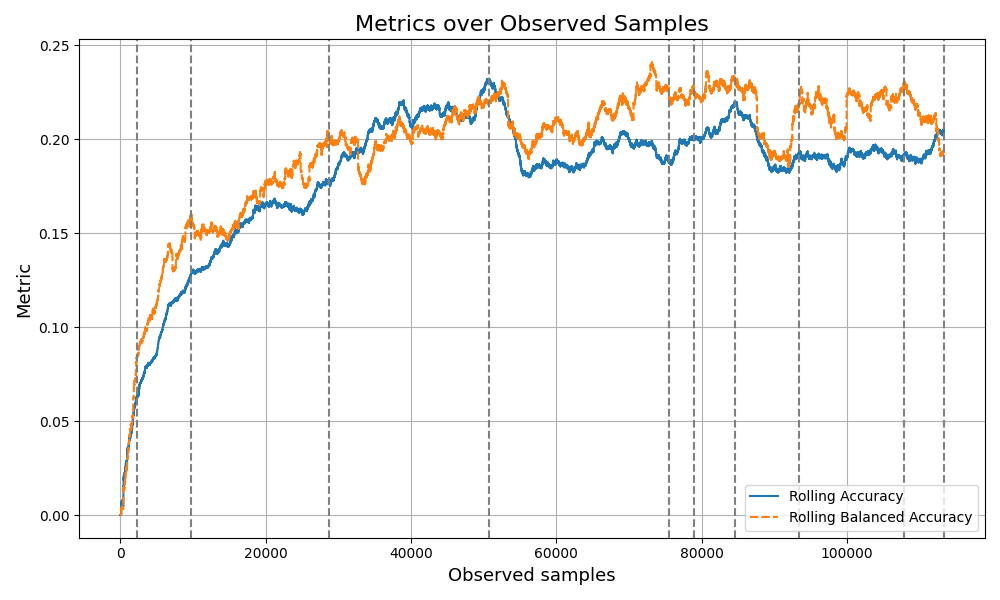 Metrics over Observed Samples
Metric
0.25
0.20
0.15
0.10
0.05
0.00
0
20000
40000
60000
80000
100000
Observed samples
Rolling Accuracy
Rolling Balanced Accuracy